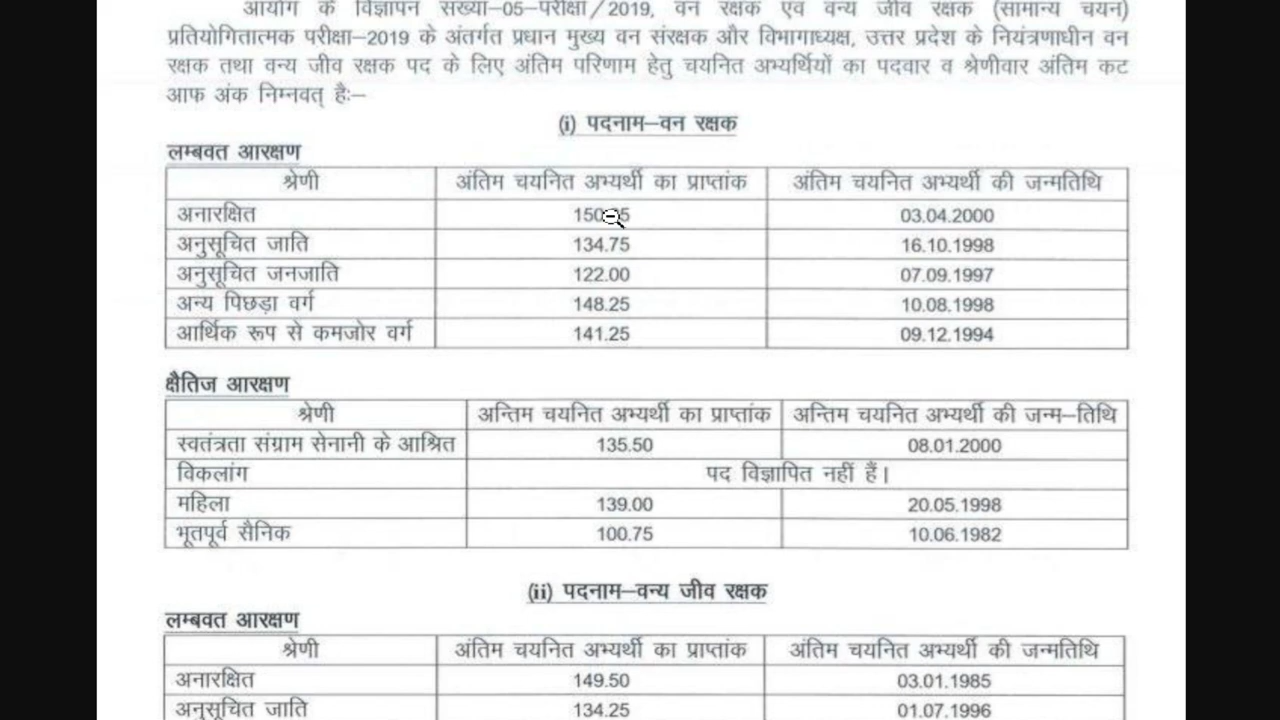 आयोग के विज्ञापन संख्या-05-परीक्षा/2019, वन रक्षक एवं वन्य जीव रक्षक (सामान्य चयन)
प्रतियोगितात्मक परीक्षा-2019 के अंतर्गत प्रधान मुख्य वन संरक्षक और विभागाध्यक्ष, उत्तर प्रदेश के नियंत्रणाधीन वन
रक्षक तथा वन्य जीव रक्षक पद के लिए अंतिम परिणाम हेतु चयनित अभ्यर्थियों का पदवार व श्रेणीवार अंतिम कट
आफ अंक निम्नवत् है:-
(i) पदनाम-वन रक्षक
लम्बवत आरक्षण
श्रेणी अंतिम चयनित अभ्यर्थी का प्राप्तांक अंतिम चयनित अभ्यर्थी की जन्मतिथि
अनारक्षित 03.04.2000
अनुसूचित जाति 134.75 16.10.1998
अनुसूचित जनजाति 122.00 07.09.1997
अन्य पिछड़ा वर्ग 148.25 10.08.1998
आर्थिक रूप से कमजोर वर्ग 141.25 09.12.1994
क्षैतिज आरक्षण
श्रेणी अन्तिम चयनित अभ्यर्थी का प्राप्तांक अन्तिम चयनित अभ्यर्थी की जन्म-तिथि
स्वतंत्रता संग्राम सेनानी के आश्रित 135.50 08.01.2000
विकलांग पद विज्ञापित नहीं हैं।
महिला 139.00 20.05.1998
भूतपूर्व सैनिक 100.75 10.06.1982
(ii) पदनाम-वन्य जीव रक्षक
लम्बवत आरक्षण
श्रेणी अंतिम चयनित अभ्यर्थी का प्राप्तांक अंतिम चयनित अभ्यर्थी की जन्मतिथि
अनारक्षित 149.50 03.01.1985
अनुसूचित जाति 134.25 01.07.1996